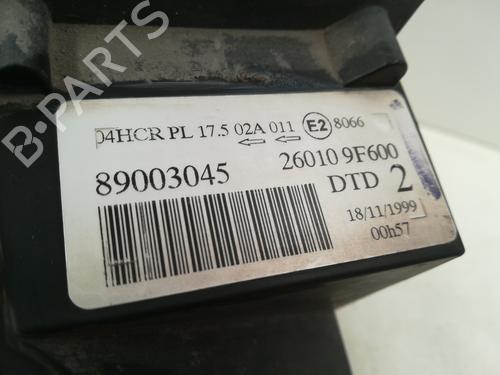 04HCR PL 17.5 02A 011 E2 8066
89003045
26010 9F600
DTD 2
18/11/1999
00h57
B-PARTS